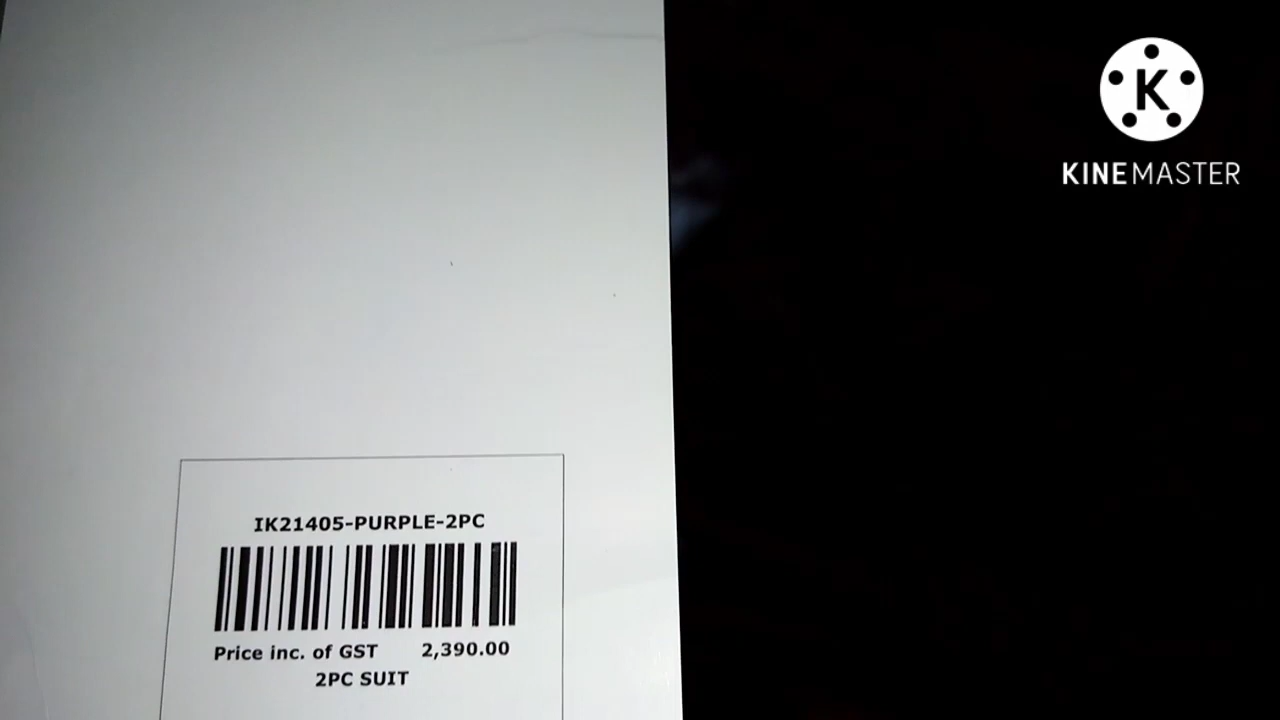 K
KINEMASTER
IK21405-PURPLE-2PC
Price inc. of GST 2,390.00
2PC SUIT